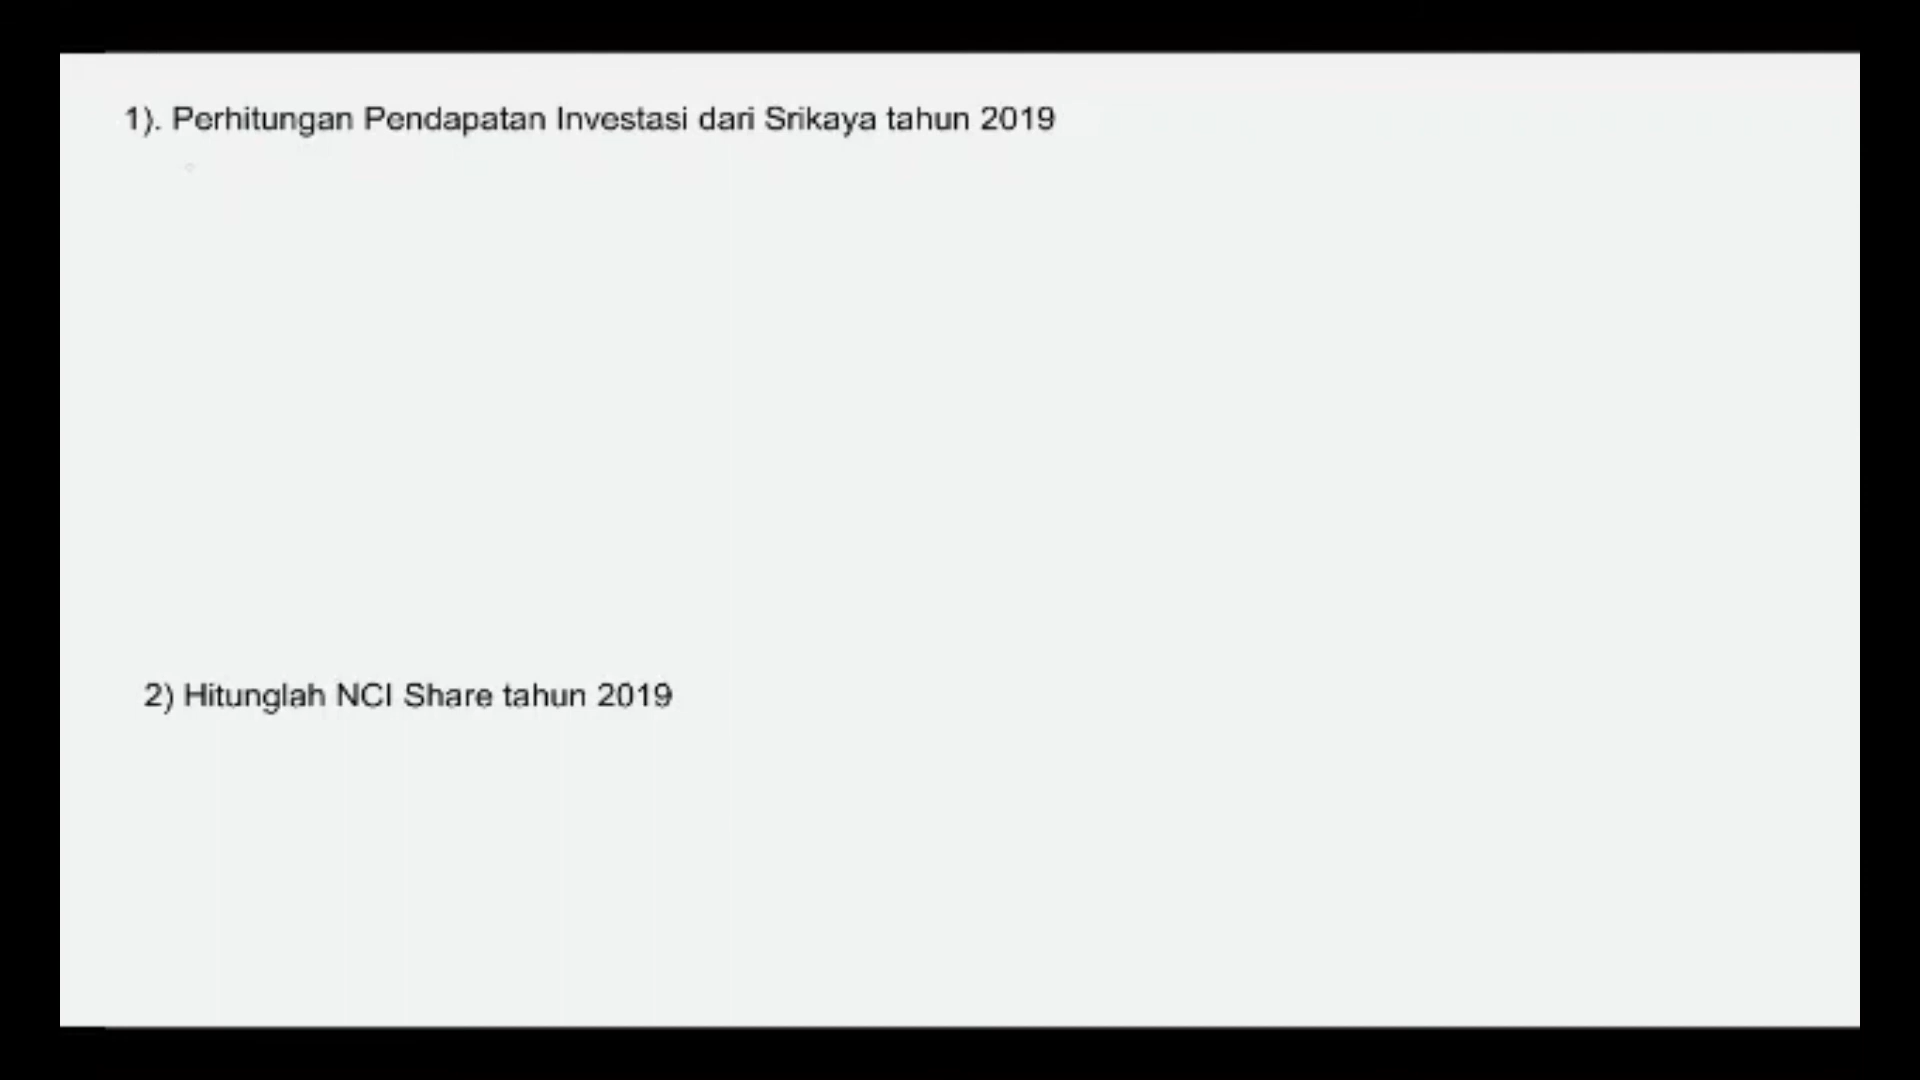 1). Perhitungan Pendapatan Investasi dari Srikaya tahun 2019
2) Hitunglah NCI Share tahun 2019